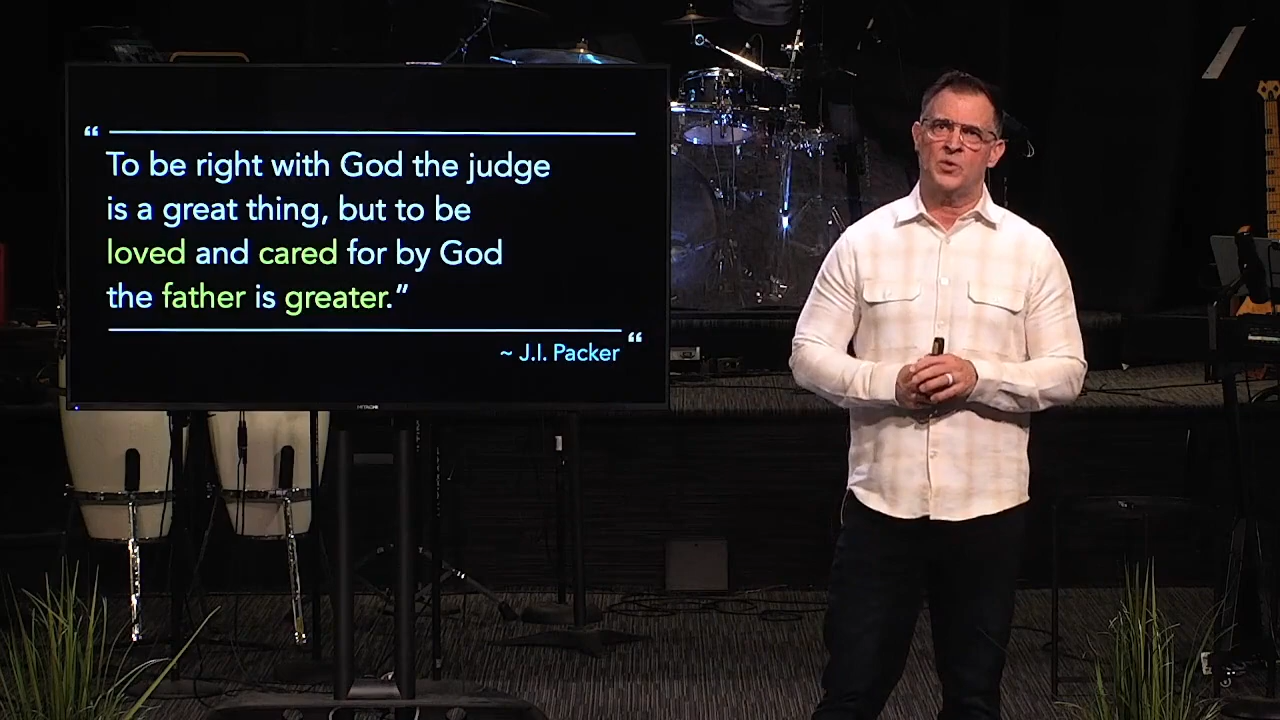 “
To be right with God the judge
is a great thing, but to be
loved and cared for by God
the father is greater.”
“
~ J.I. Packer
HITACHI